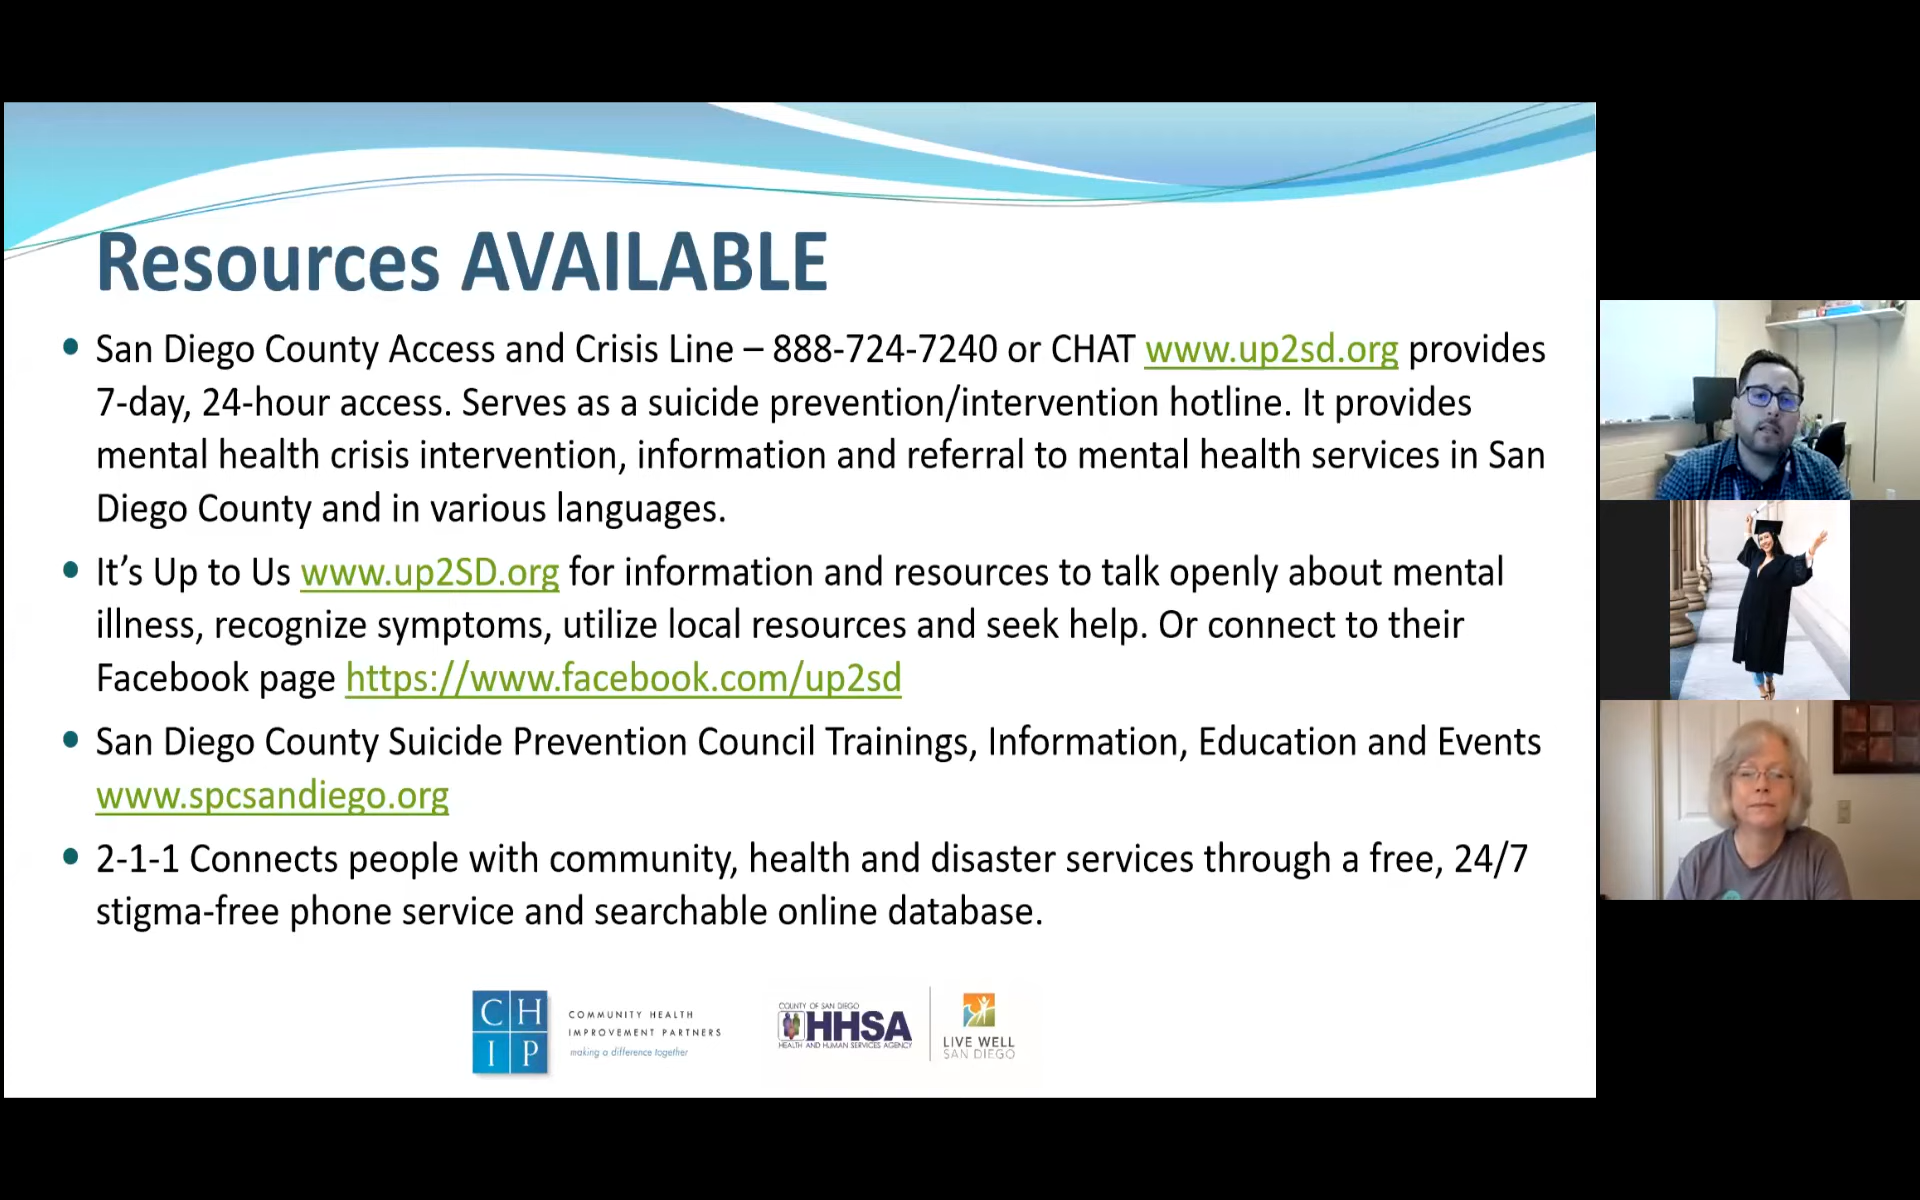 Resources AVAILABLE
San Diego County Access and Crisis Line – 888-724-7240 or CHAT www.up2sd.org provides
7-day, 24-hour access. Serves as a suicide prevention/intervention hotline. It provides
mental health crisis intervention, information and referral to mental health services in San
Diego County and in various languages.
It’s Up to Us www.up2SD.org for information and resources to talk openly about mental
illness, recognize symptoms, utilize local resources and seek help. Or connect to their
Facebook page https://www.facebook.com/up2sd
San Diego County Suicide Prevention Council Trainings, Information, Education and Events
www.spcsandiego.org
2-1-1 Connects people with community, health and disaster services through a free, 24/7
stigma-free phone service and searchable online database.
CH
IP
COMMUNITY HEALTH
IMPROVEMENT PARTNERS
making a difference together
COUNTY OF SAN DIEGO
HHSA
HEALTH AND HUMAN SERVICES AGENCY
LIVE WELL
SAN DIEGO